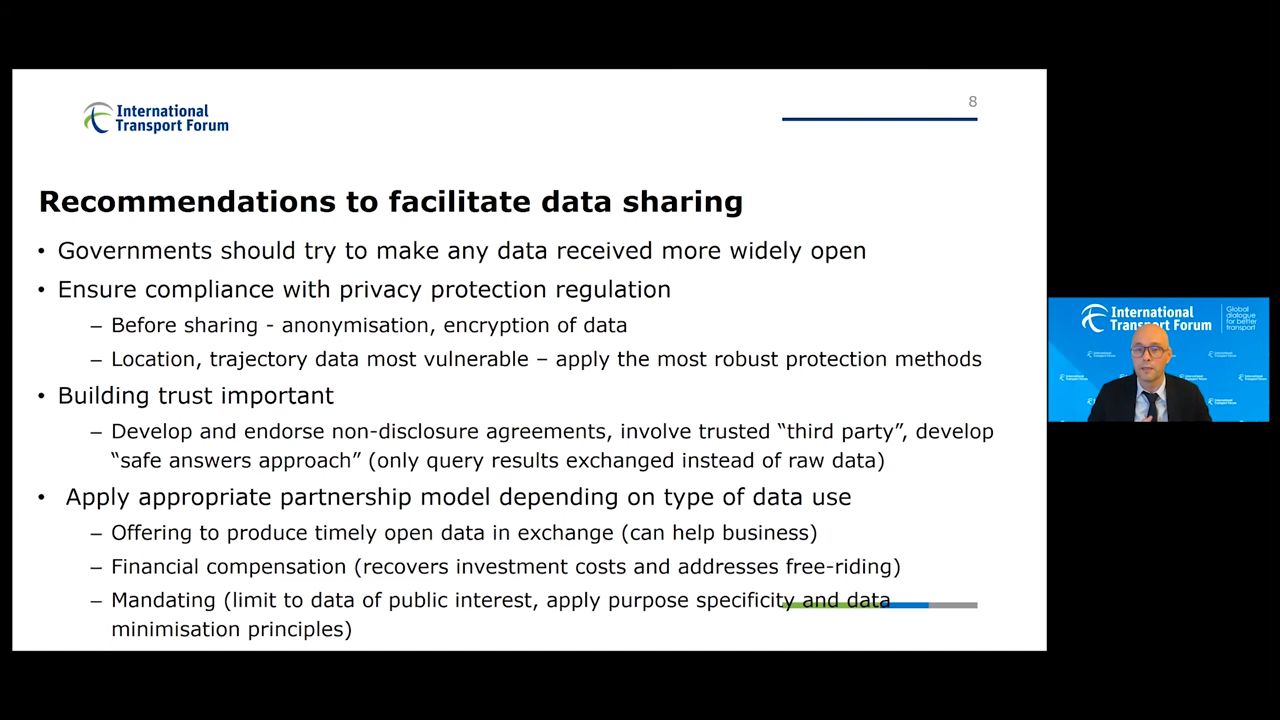 International
Transport Forum
8
Recommendations to facilitate data sharing
• Governments should try to make any data received more widely open
• Ensure compliance with privacy protection regulation
– Before sharing - anonymisation, encryption of data
– Location, trajectory data most vulnerable – apply the most robust protection methods
• Building trust important
– Develop and endorse non-disclosure agreements, involve trusted “third party”, develop
“safe answers approach” (only query results exchanged instead of raw data)
• Apply appropriate partnership model depending on type of data use
– Offering to produce timely open data in exchange (can help business)
– Financial compensation (recovers investment costs and addresses free-riding)
– Mandating (limit to data of public interest, apply purpose specificity and data
minimisation principles)
International
Transport Forum
Global
dialogue
for better
transport